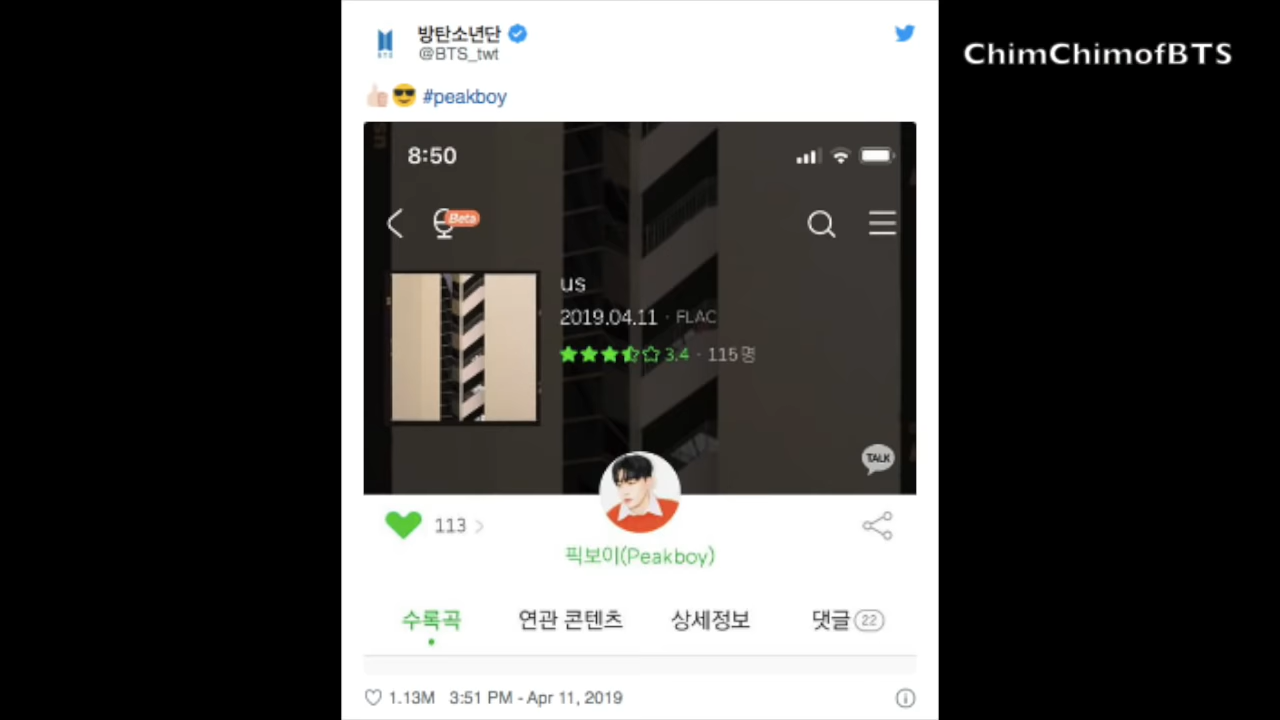 방탄소년단
@BTS_twt
ChimChimofBTS
👍🏻😎 #peakboy
8:50
Beta
us
2019.04.11 · FLAC
3.4 · 115명
TALK
113
픽보이(Peakboy)
수록곡 연관 콘텐츠 상세정보 댓글 22
1.13M 3:51 PM - Apr 11, 2019